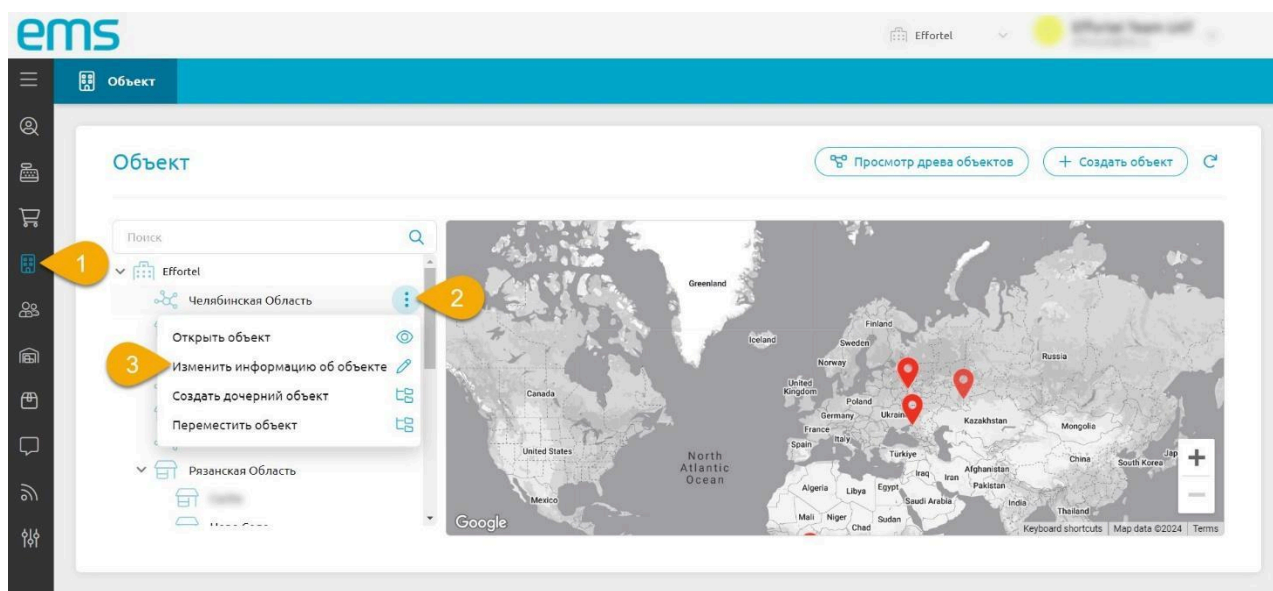 ems
Effortel
Объект
Объект
Просмотр древа объектов
+ Создать объект
Поиск
Effortel
1
Челябинская Область
2
Открыть объект
3
Изменить информацию об объекте
Создать дочерний объект
Переместить объект
Рязанская Область
Greenland
Iceland
Finland
Sweden
Norway
Russia
United
Kingdom
Canada
Poland
Germany
Ukrain
Kazakhstan
Mongolia
France
Spain
Italy
Türkiye
United States
North
Atlantic
Ocean
China
South Korea
Jap
Iraq
Iran
Afghanistan
Pakistan
Algeria
Libya
Egypt
Saudi Arabia
India
Mexico
Mali
Niger
Chad
Sudan
Thailand
+
−
Google
Keyboard shortcuts
Map data ©2024
Terms